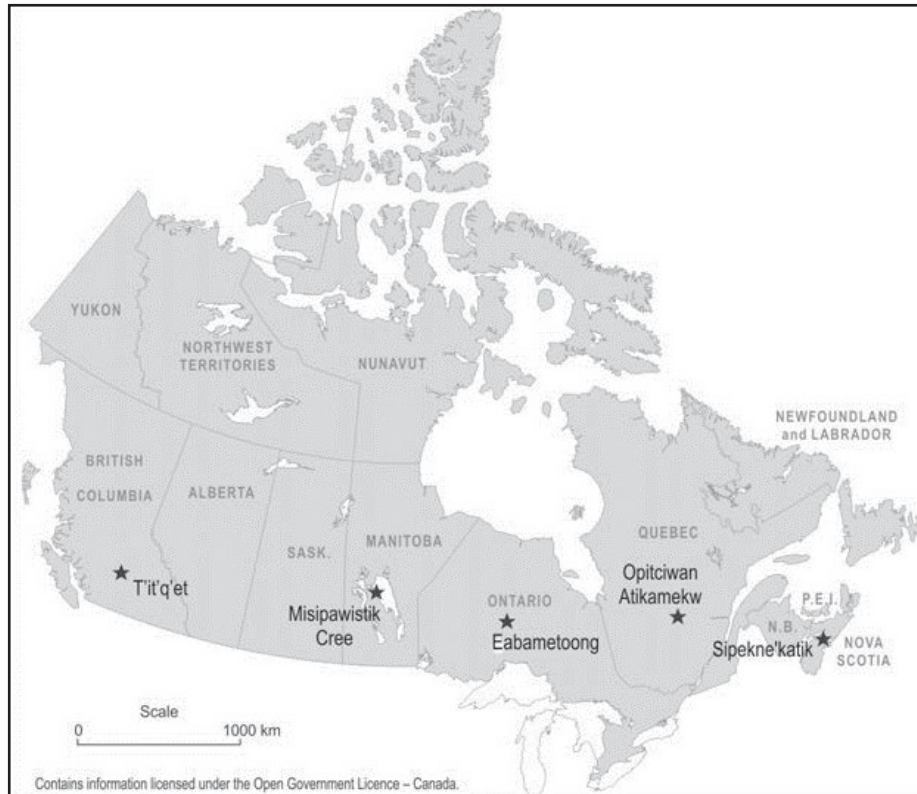 YUKON
NORTHWEST
TERRITORIES
NUNAVUT
NEWFOUNDLAND
and LABRADOR
BRITISH
COLUMBIA
ALBERTA
SASK.
MANITOBA
QUEBEC
T'it'q'et
Misipawistik
Cree
ONTARIO
Eabametoong
Opitciwan
Atikamekw
P.E.I.
N.B.
Sipekne'katik
NOVA
SCOTIA
Scale
0 1000 km
Contains information licensed under the Open Government Licence – Canada.